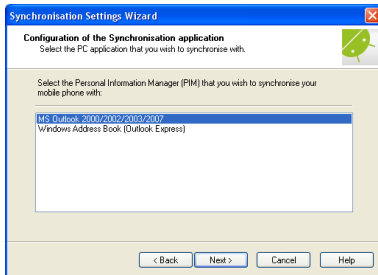 Synchronisation Settings Wizard
Configuration of the Synchronisation application
Select the PC application that you wish to synchronise with.
Select the Personal Information Manager (PIM) that you wish to synchronise your
mobile phone with:
MS Outlook 2000/2002/2003/2007
Windows Address Book (Outlook Express)
< Back Next > Cancel Help